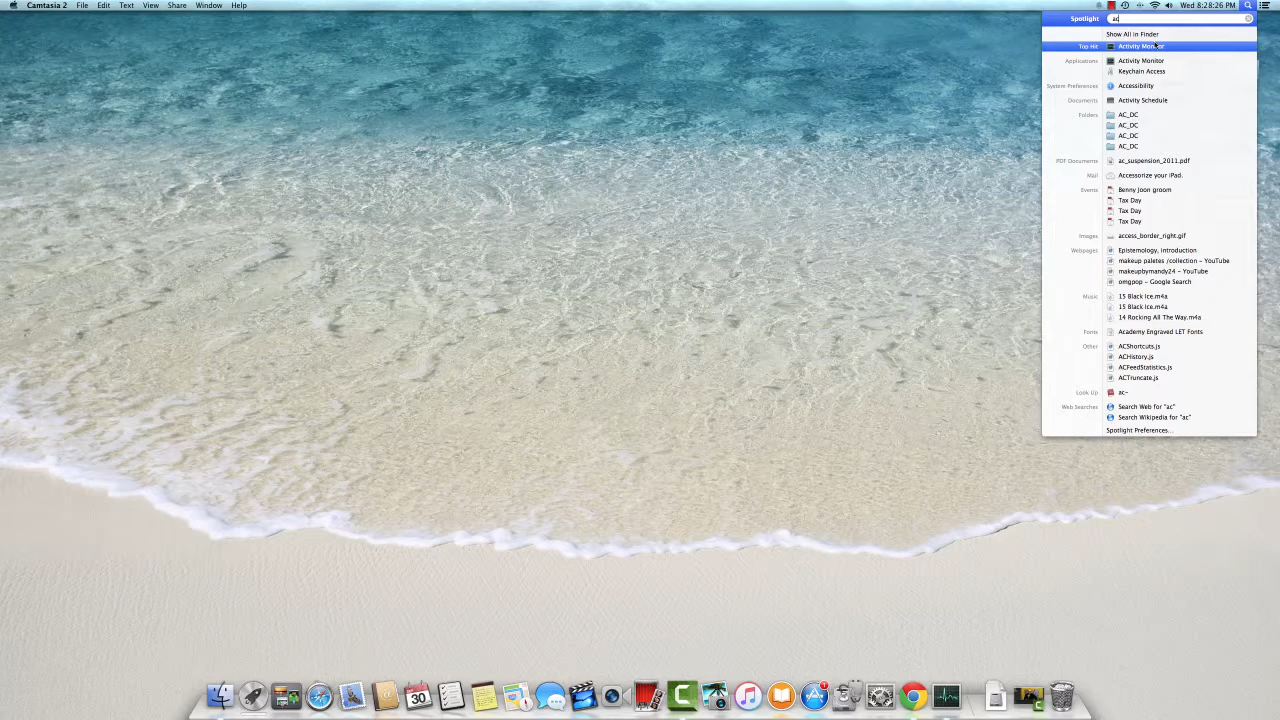 Camtasia 2 File Edit Text View Share Window Help Wed 8:28:26 PM
Spotlight ac
Show All in Finder
Top Hit Activity Monitor
Applications Activity Monitor
Keychain Access
System Preferences Accessibility
Documents Activity Schedule
Folders AC_DC
AC_DC
AC_DC
AC_DC
PDF Documents ac_suspension_2011.pdf
Mail Accessorize your iPad.
Events Benny Joon groom
Tax Day
Tax Day
Tax Day
Images access_border_right.gif
Webpages Epistemology, introduction
makeup paletes /collection - YouTube
makeupbymandy24 - YouTube
omgpop - Google Search
Music 15 Black Ice.m4a
15 Black Ice.m4a
14 Rocking All The Way.m4a
Fonts Academy Engraved LET Fonts
Other ACShortcuts.js
ACHistory.js
ACFeedStatistics.js
ACTruncate.js
Look Up ac-
Web Searches Search Web for "ac"
Search Wikipedia for "ac"
Spotlight Preferences...
30